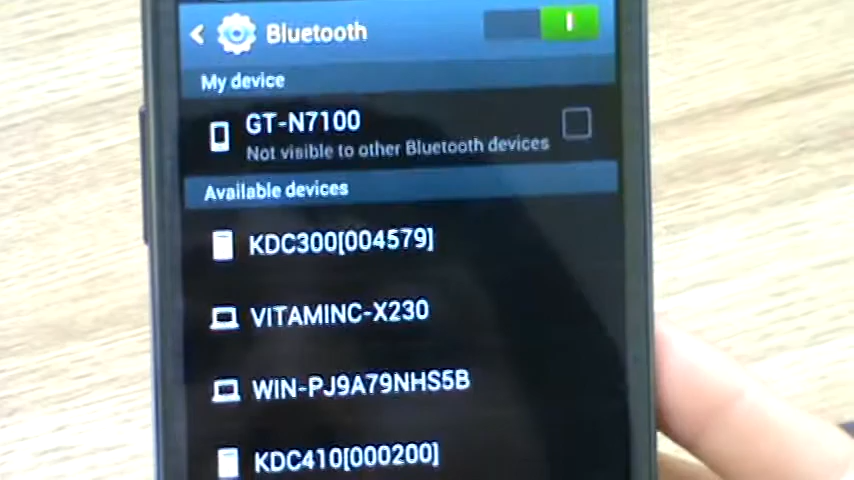 Bluetooth
My device
GT-N7100
Not visible to other Bluetooth devices
Available devices
KDC300[004579]
VITAMINC-X230
WIN-PJ9A79NHS5B
KDC410[000200]